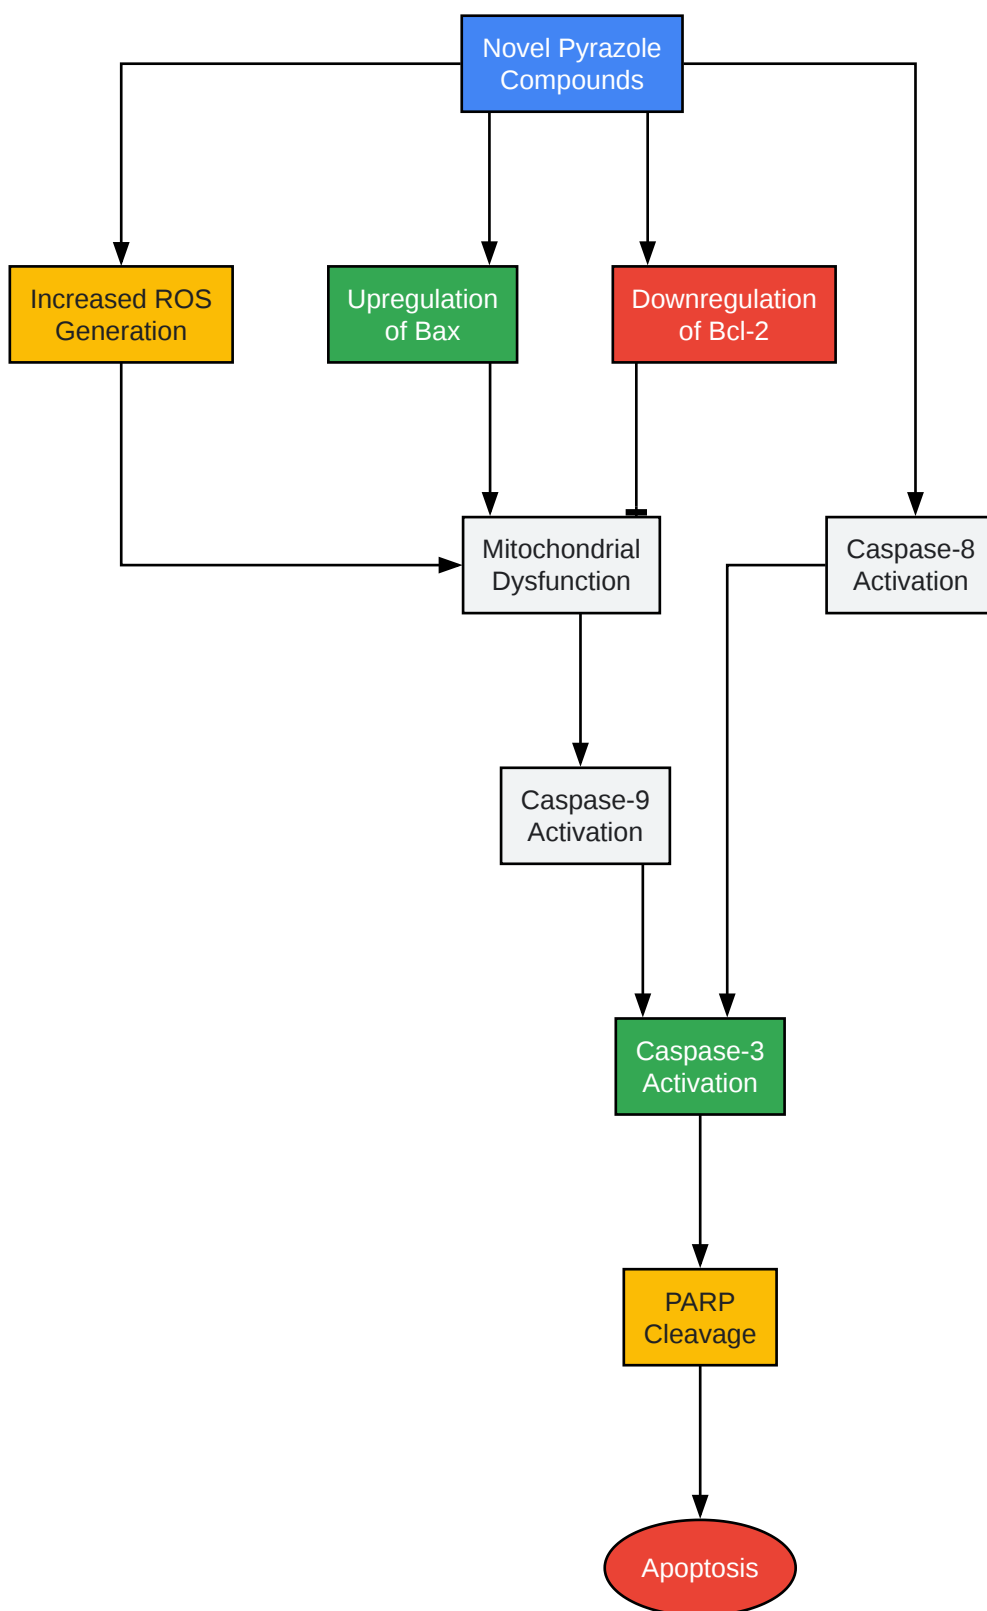 Novel Pyrazole
Compounds
Increased ROS
Generation
Upregulation
of Bax
Downregulation
of Bcl-2
Mitochondrial
Dysfunction
Caspase-8
Activation
Caspase-9
Activation
Caspase-3
Activation
PARP
Cleavage
Apoptosis